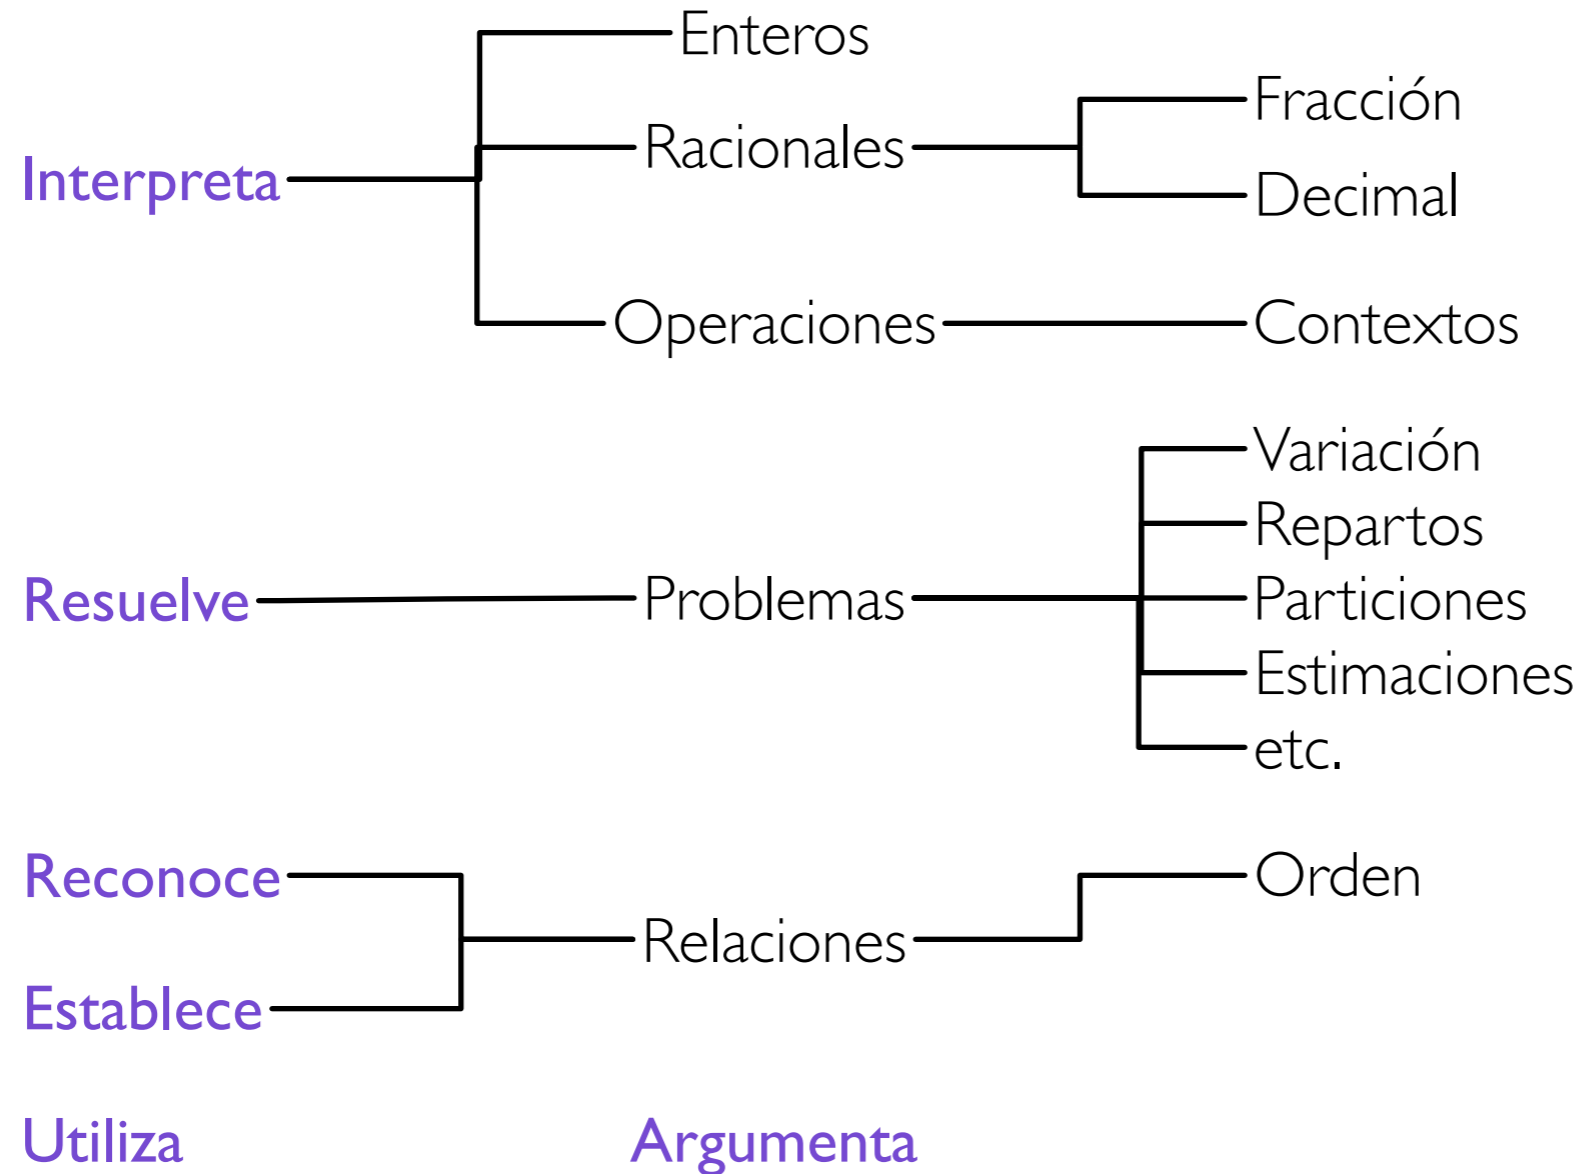 Enteros
Fracción
Interpreta
Racionales
Decimal
Operaciones
Contextos
Variación
Repartos
Resuelve
Problemas
Particiones
Estimaciones
etc.
Reconoce
Orden
Relaciones
Establece
Utiliza
Argumenta